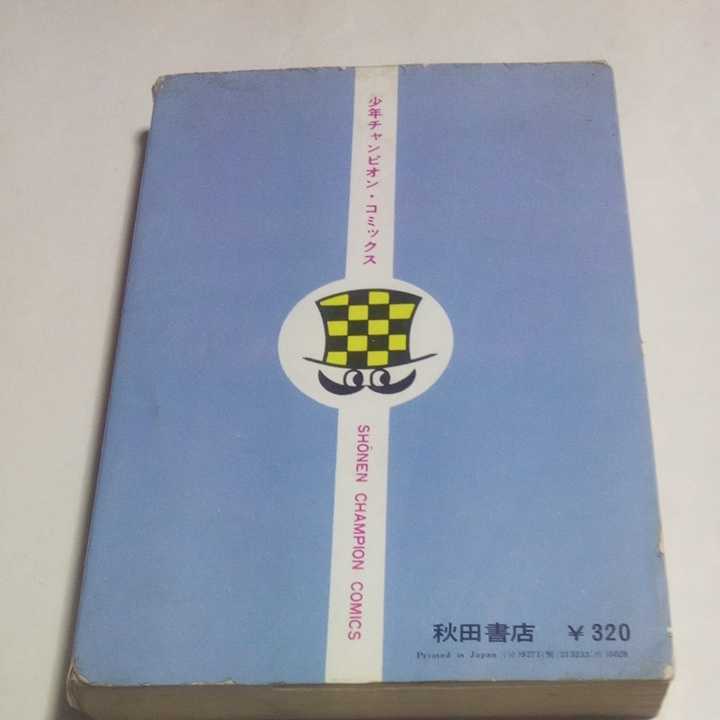 少年チャンピオン・コミックス
SHŌNEN CHAMPION COMICS
秋田書店 ¥320
Printed in Japan